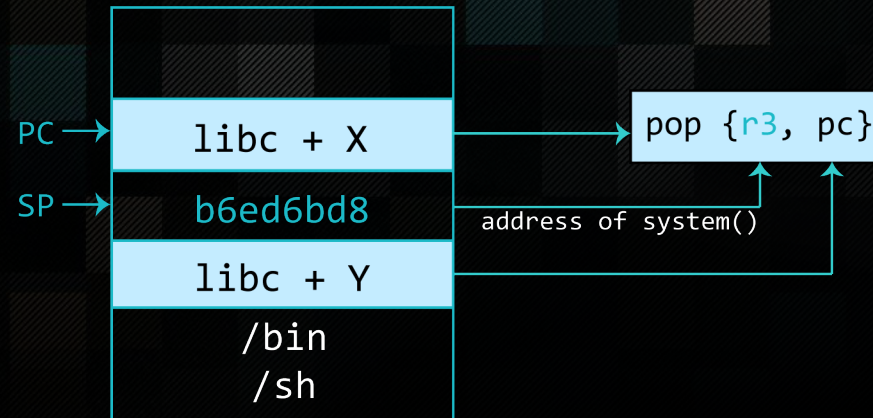 PC
libc + X
pop {r3, pc}
SP
b6ed6bd8
address of system()
libc + Y
/bin
/sh